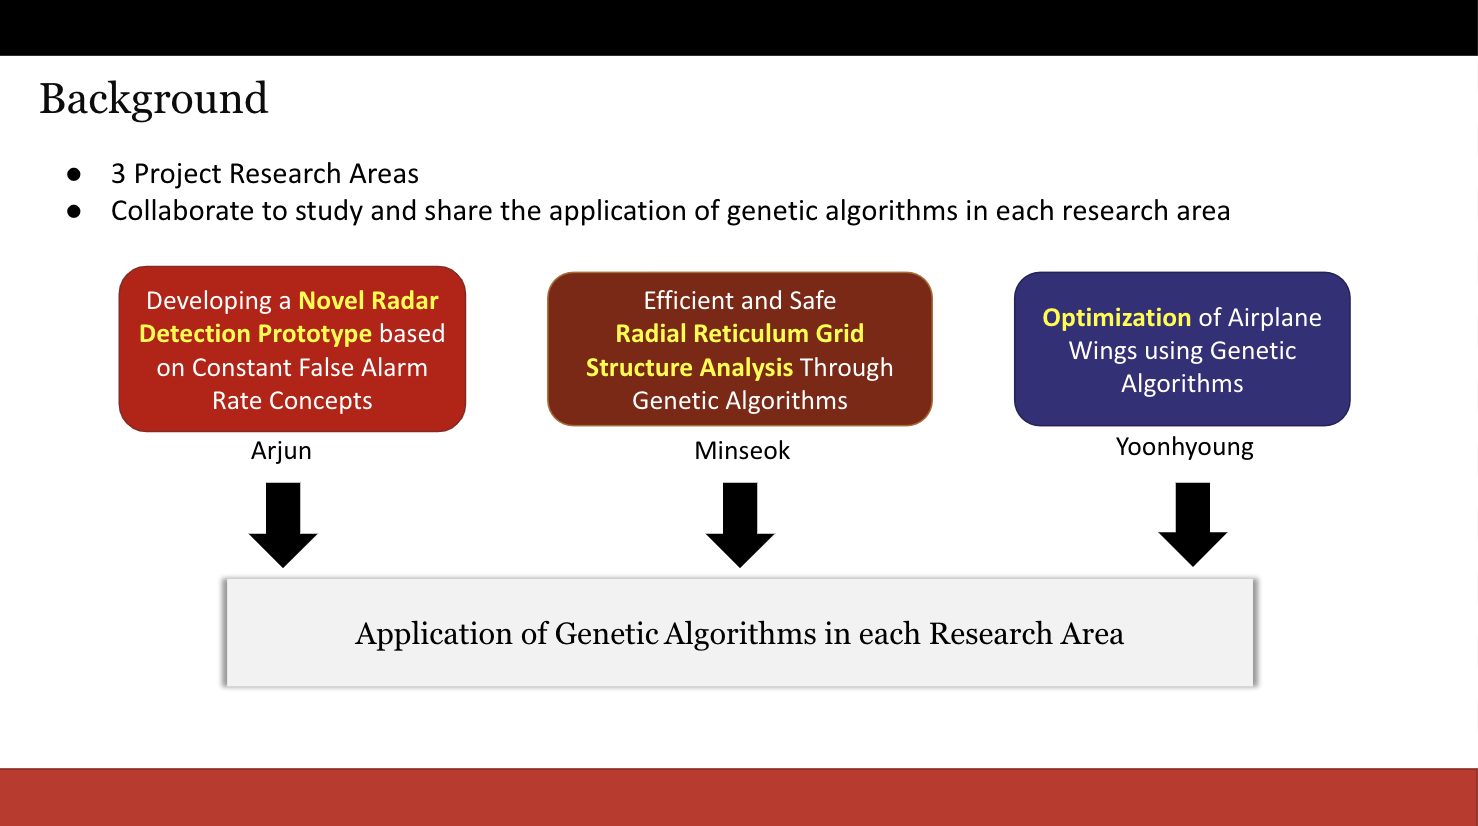 Background
● 3 Project Research Areas
● Collaborate to study and share the application of genetic algorithms in each research area
Developing a Novel Radar
Detection Prototype based
on Constant False Alarm
Rate Concepts
Arjun
Efficient and Safe
Radial Reticulum Grid
Structure Analysis Through
Genetic Algorithms
Minseok
Optimization of Airplane
Wings using Genetic
Algorithms
Yoonhyoung
Application of Genetic Algorithms in each Research Area